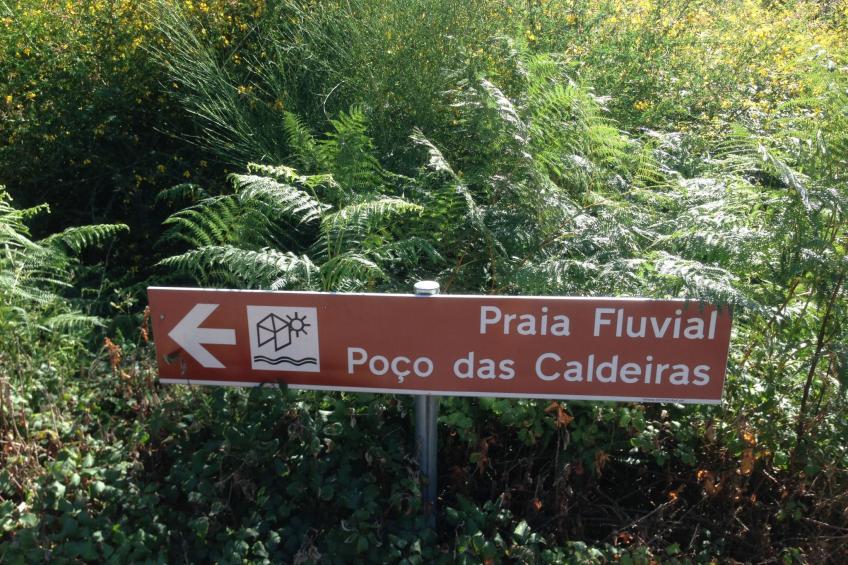 Praia Fluvial
Poço das Caldeiras